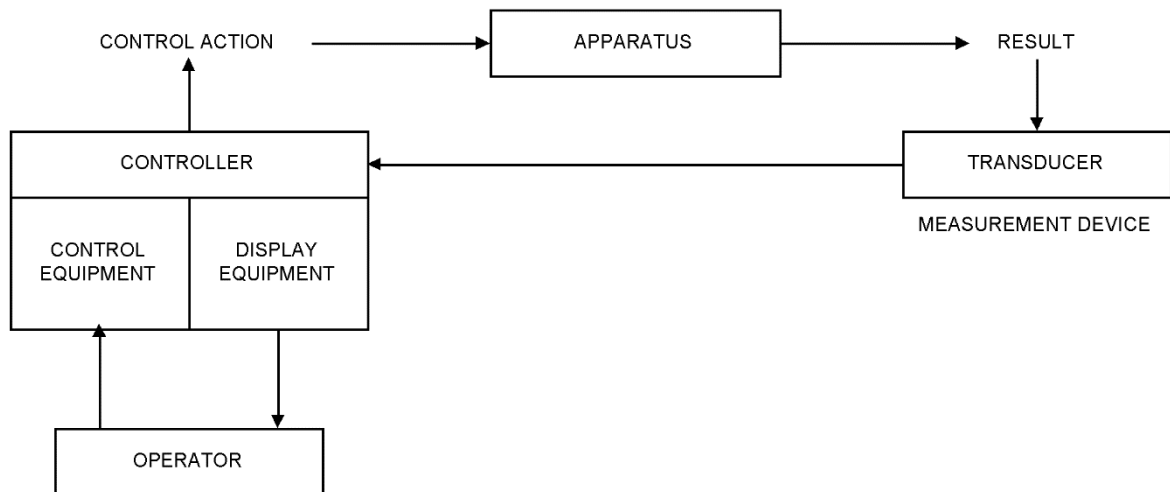 CONTROL ACTION
APPARATUS
RESULT
CONTROLLER
TRANSDUCER
MEASUREMENT DEVICE
CONTROL
EQUIPMENT
DISPLAY
EQUIPMENT
OPERATOR